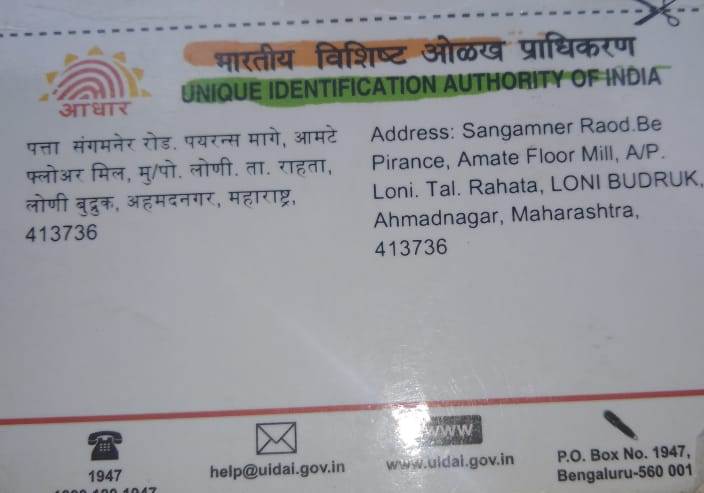 भारतीय विशिष्ट ओळख प्राधिकरण
UNIQUE IDENTIFICATION AUTHORITY OF INDIA
आधार
पत्ता संगमनेर रोड. पयरन्स मागे, आमटे
फ्लोअर मिल, मु/पो. लोणी. ता. राहता,
लोणी बुद्रुक, अहमदनगर, महाराष्ट्र,
413736
Address: Sangamner Raod.Be
Pirance, Amate Floor Mill, A/P.
Loni. Tal. Rahata, LONI BUDRUK,
Ahmadnagar, Maharashtra,
413736
1947
help@uidai.gov.in
www
www.uidai.gov.in
P.O. Box No. 1947,
Bengaluru-560 001